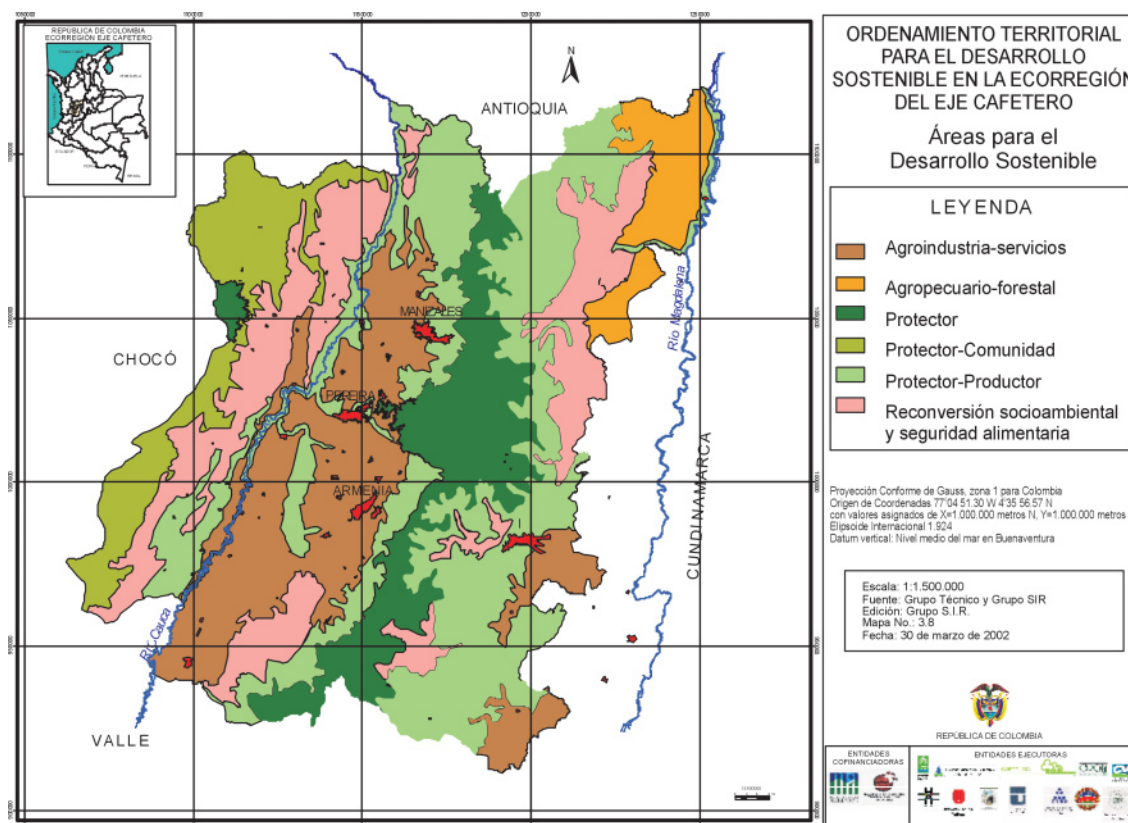 REPUBLICA DE COLOMBIA
ECORREGIÓN EJE CAFETERO
N
ANTIOQUIA
MANIZALES
CHOCÓ
PEREIRA
ARMENIA
Río Magdalena
CUNDINAMARCA
Río Cauca
VALLE
ORDENAMIENTO TERRITORIAL
PARA EL DESARROLLO
SOSTENIBLE EN LA ECORREGIÓN
DEL EJE CAFETERO
Áreas para el
Desarrollo Sostenible
LEYENDA
Agroindustria-servicios
Agropecuario-forestal
Protector
Protector-Comunidad
Protector-Productor
Reconversión socioambiental
y seguridad alimentaria
Proyección Conforme de Gauss, zona 1 para Colombia
Origen de Coordenadas 77°04'51.30 W 4°35'56.57 N
con valores asignados de X=1.000.000 metros N, Y=1.000.000 metros
Elipsoide Internacional 1.924
Datum vertical: Nivel medio del mar en Buenaventura
Escala: 1:1.500.000
Fuente: Grupo Técnico y Grupo SIR
Edición: Grupo S.I.R.
Mapa No.: 3.8
Fecha: 30 de marzo de 2002
REPÚBLICA DE COLOMBIA
ENTIDADES
COFINANCIADORAS
ENTIDADES EJECUTORAS